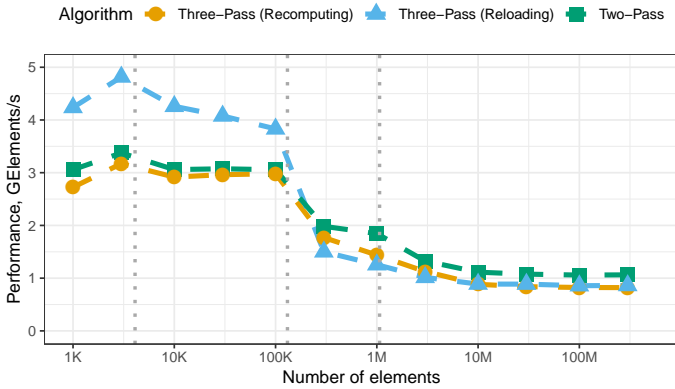 Algorithm Three-Pass (Recomputing) Three-Pass (Reloading) Two-Pass
Performance, GElements/s
5
4
3
2
1
0
1K 10K 100K 1M 10M 100M
Number of elements